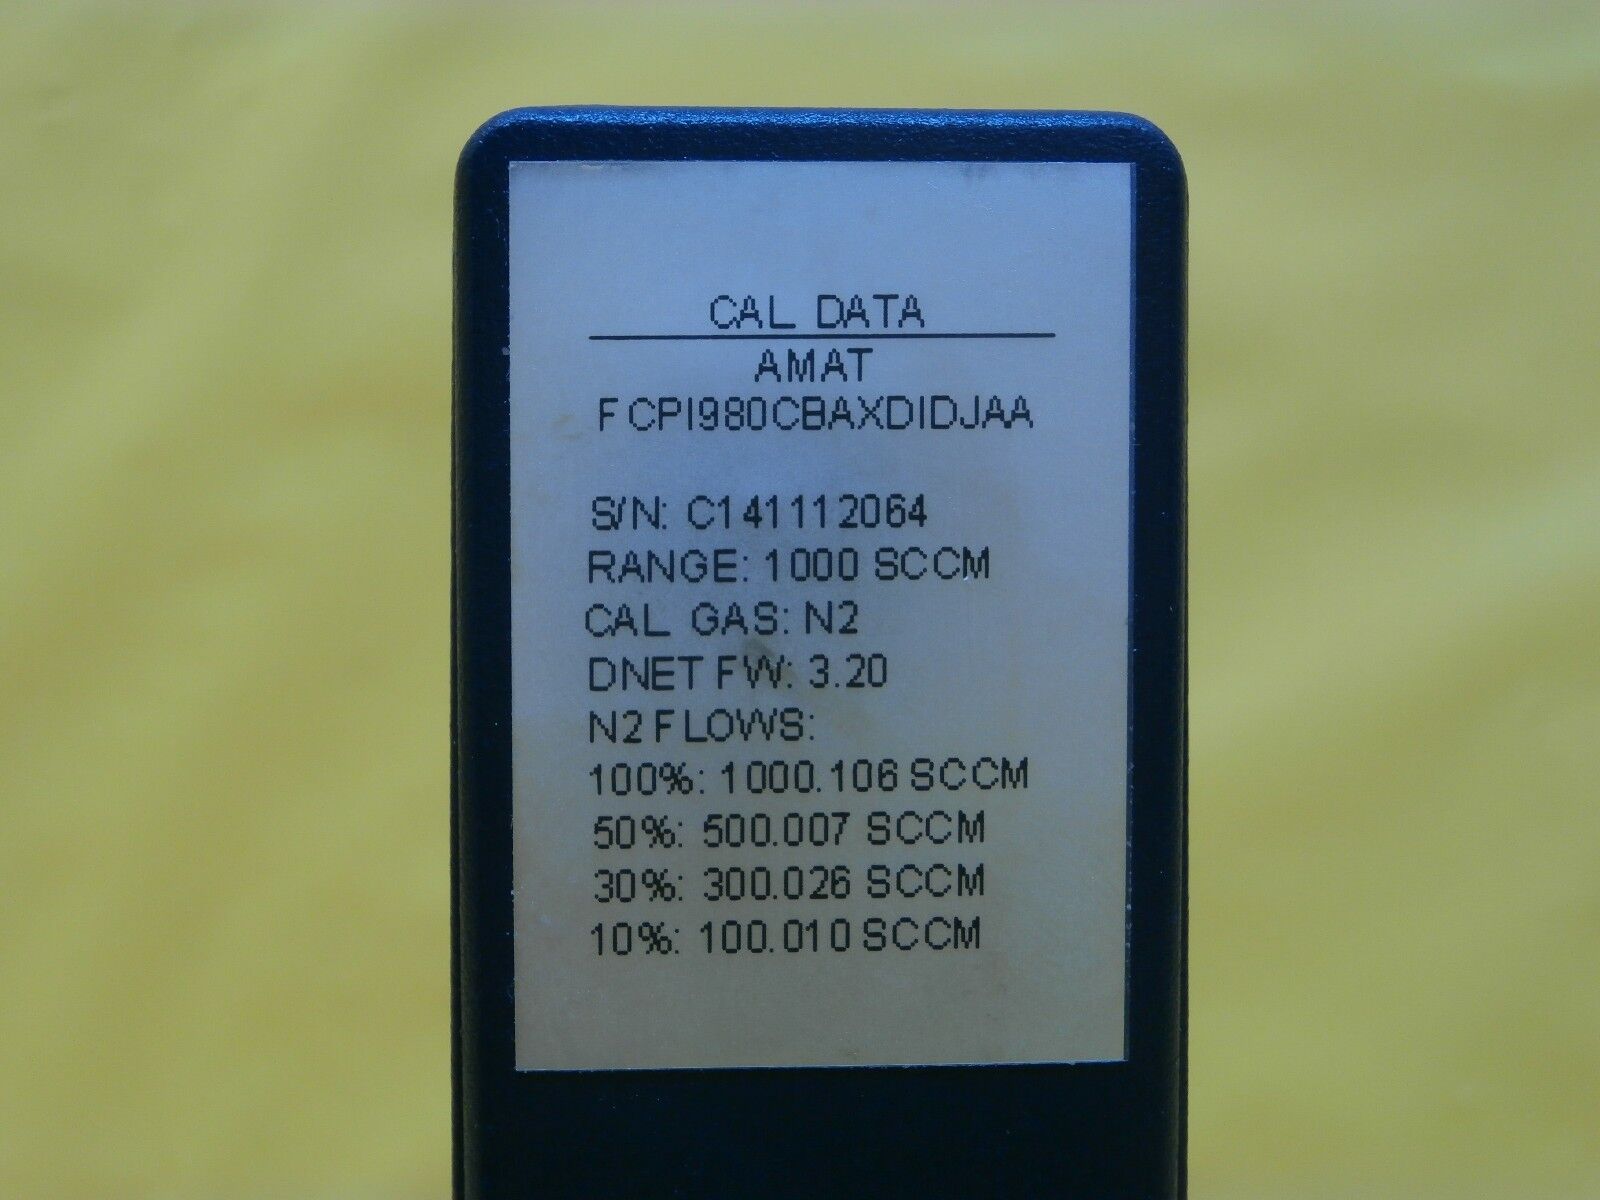 CAL DATA
AMAT
FCPI980CBAXDIDJAA
S/N: C141112064
RANGE: 1000 SCCM
CAL GAS: N2
DNET FW: 3.20
N2 FLOWS:
100%: 1000.106 SCCM
50%: 500.007 SCCM
30%: 300.026 SCCM
10%: 100.010 SCCM